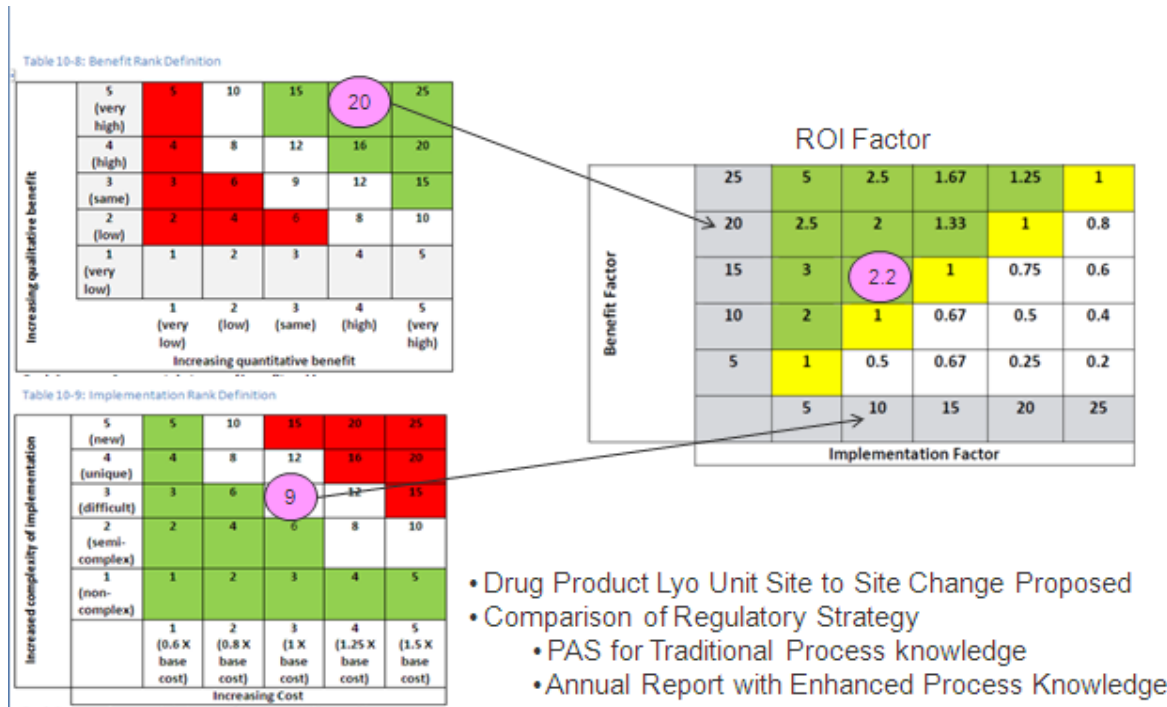 Table 10-8: Benefit Rank Definition
Increasing qualitative benefit
5 (very high) 5 10 15 20 25
4 (high) 4 8 12 16 20
3 (same) 3 6 9 12 15
2 (low) 2 4 6 8 10
1 (very low) 1 2 3 4 5
1 (very low) 2 (low) 3 (same) 4 (high) 5 (very high)
Increasing quantitative benefit
Table 10-9: Implementation Rank Definition
Increased complexity of implementation
5 (new) 5 10 15 20 25
4 (unique) 4 8 12 16 20
3 (difficult) 3 6 9 12 15
2 (semi-complex) 2 4 6 8 10
1 (non-complex) 1 2 3 4 5
1 (0.6 X base cost) 2 (0.8 X base cost) 3 (1 X base cost) 4 (1.25 X base cost) 5 (1.5 X base cost)
Increasing Cost
ROI Factor
Benefit Factor
25 5 2.5 1.67 1.25 1
20 2.5 2 1.33 1 0.8
15 3 2.2 1 0.75 0.6
10 2 1 0.67 0.5 0.4
5 1 0.5 0.67 0.25 0.2
5 10 15 20 25
Implementation Factor
• Drug Product Lyo Unit Site to Site Change Proposed
• Comparison of Regulatory Strategy
• PAS for Traditional Process knowledge
• Annual Report with Enhanced Process Knowledge